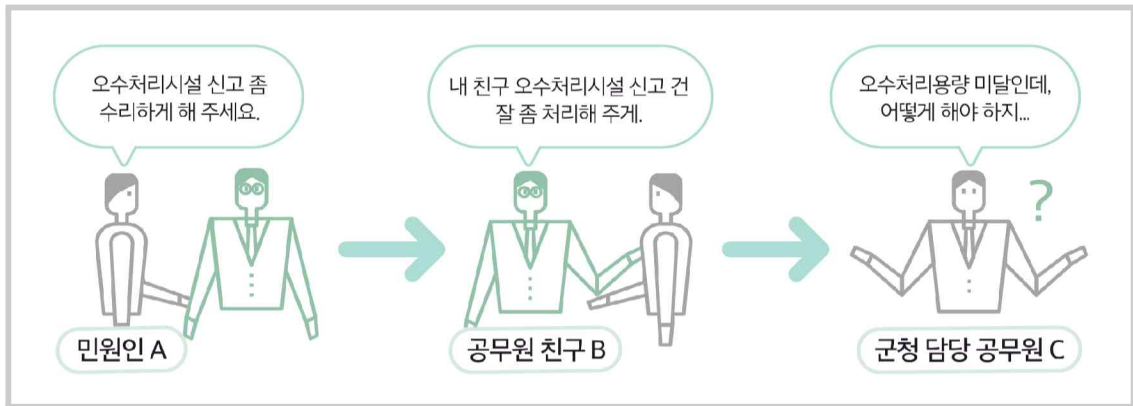 오수처리시설 신고 좀
수리하게 해 주세요.
민원인 A
내 친구 오수처리시설 신고 건
잘 좀 처리해 주게.
공무원 친구 B
오수처리용량 미달인데,
어떻게 해야 하지...
?
군청 담당 공무원 C